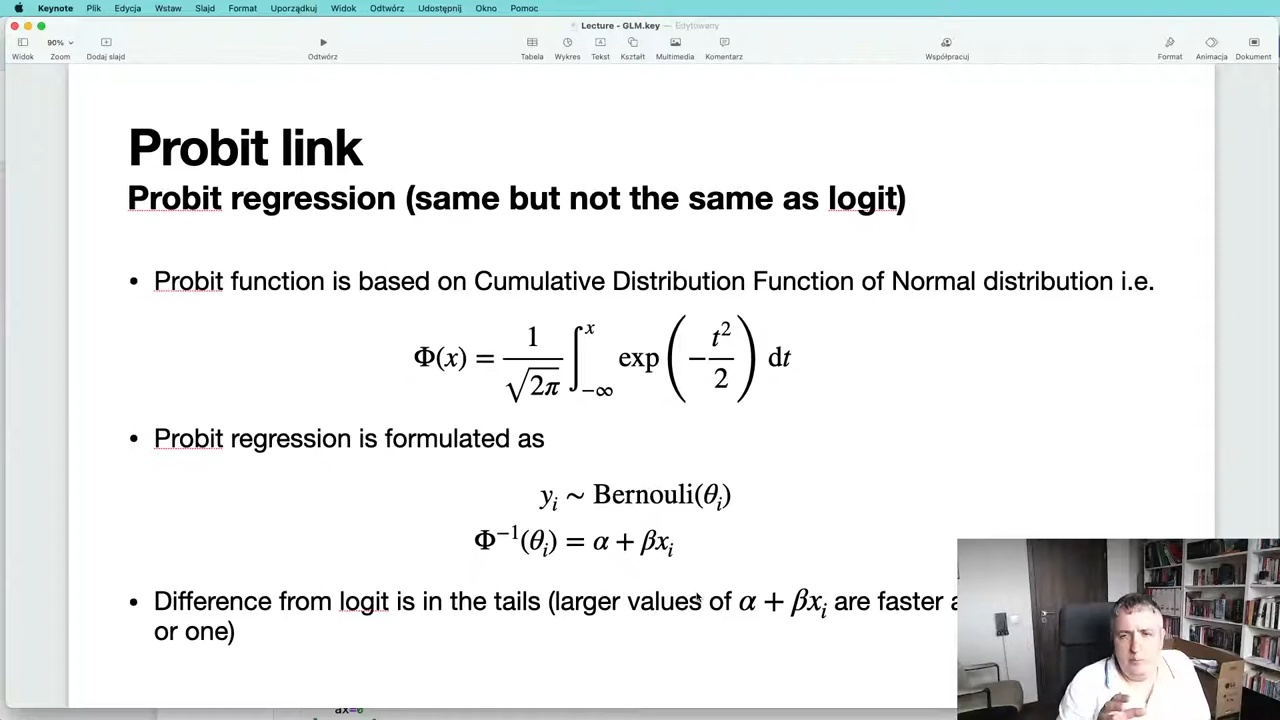 Keynote Plik Edycja Wstaw Slajd Format Uporządkuj Widok Odtwórz Udostępnij Okno Pomoc
Lecture - GLM.key — Edytowany
90%
Widok Zoom Dodaj slajd Odtwórz Tabela Wykres Tekst Kształt Multimedia Komentarz Współpracuj Format Animacja Dokument
Probit link
Probit regression (same but not the same as logit)
• Probit function is based on Cumulative Distribution Function of Normal distribution i.e.
Φ(x) = 1/√2π ∫_{−∞}^{x} exp(−t²/2) dt
• Probit regression is formulated as
y_i ~ Bernouli(θ_i)
Φ⁻¹(θ_i) = α + βx_i
• Difference from logit is in the tails (larger values of α + βx_i are faster
or one)
ax=0